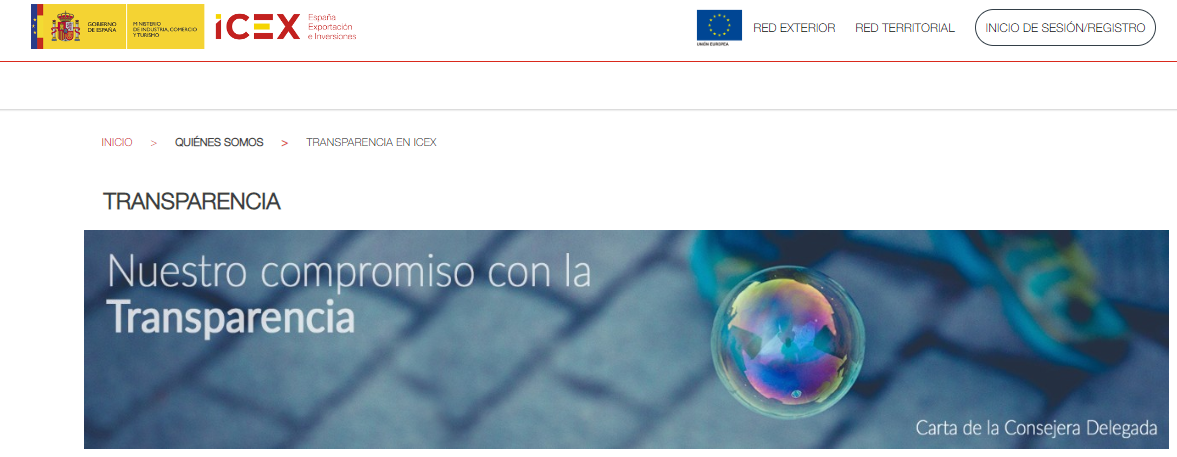 GOBIERNO
DE ESPAÑA
MINISTERIO
DE INDUSTRIA, COMERCIO
Y TURISMO
ICEX
España
Exportación
e Inversiones
UNIÓN EUROPEA
RED EXTERIOR
RED TERRITORIAL
INICIO DE SESIÓN/REGISTRO
INICIO > QUIÉNES SOMOS > TRANSPARENCIA EN ICEX
TRANSPARENCIA
Nuestro compromiso con la
Transparencia
Carta de la Consejera Delegada